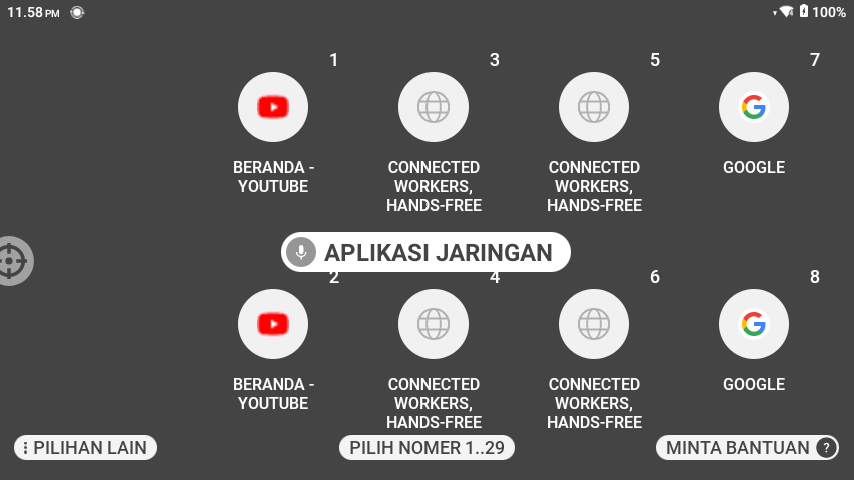 11.58 PM
100%
1
3
5
7
BERANDA -
YOUTUBE
CONNECTED
WORKERS,
HANDS-FREE
CONNECTED
WORKERS,
HANDS-FREE
GOOGLE
APLIKASI JARINGAN
2
4
6
8
BERANDA -
YOUTUBE
CONNECTED
WORKERS,
HANDS-FREE
CONNECTED
WORKERS,
HANDS-FREE
GOOGLE
PILIHAN LAIN
PILIH NOMER 1..29
MINTA BANTUAN ?